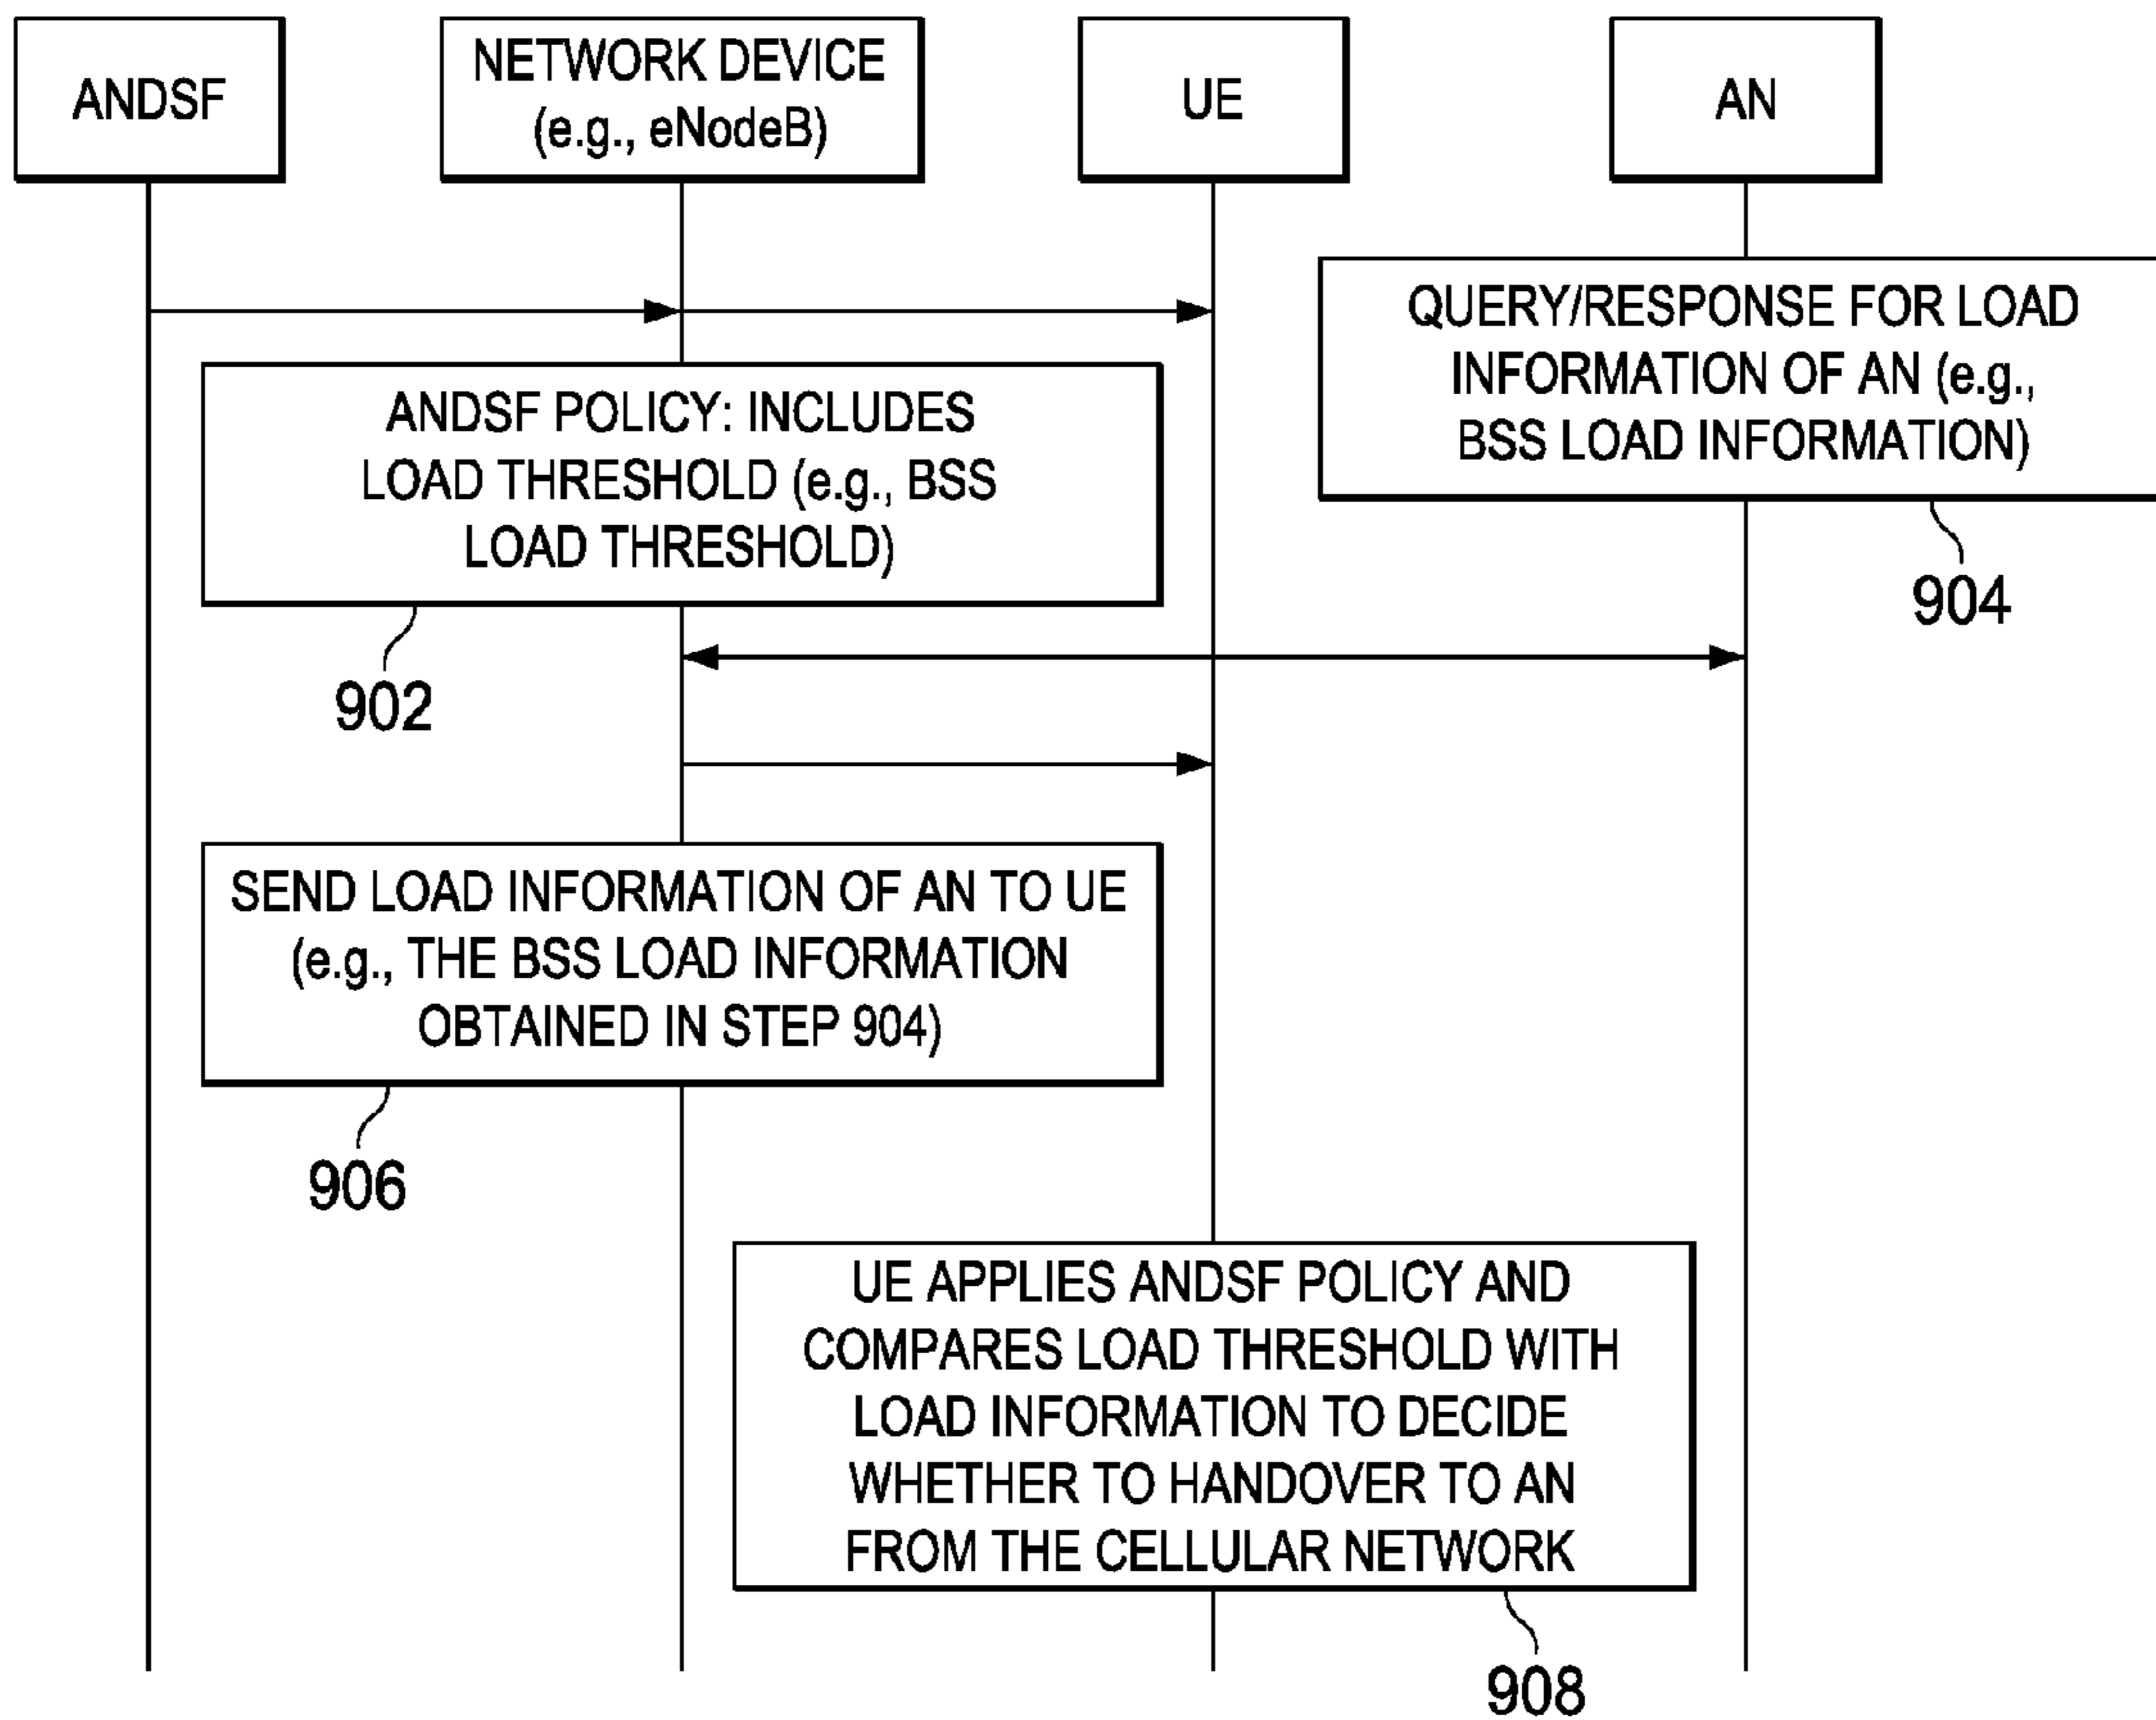 ANDSF
NETWORK DEVICE
(e.g., eNodeB)
UE
AN
QUERY/RESPONSE FOR LOAD
INFORMATION OF AN (e.g.,
BSS LOAD INFORMATION)
904
ANDSF POLICY: INCLUDES
LOAD THRESHOLD (e.g., BSS
LOAD THRESHOLD)
902
SEND LOAD INFORMATION OF AN TO UE
(e.g., THE BSS LOAD INFORMATION
OBTAINED IN STEP 904)
906
UE APPLIES ANDSF POLICY AND
COMPARES LOAD THRESHOLD WITH
LOAD INFORMATION TO DECIDE
WHETHER TO HANDOVER TO AN
FROM THE CELLULAR NETWORK
908